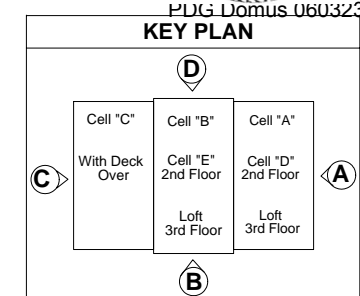 PDG Domus 060323
KEY PLAN
D
Cell "C"
With Deck
Over
Cell "B"
Cell "E"
2nd Floor
Loft
3rd Floor
Cell "A"
Cell "D"
2nd Floor
Loft
3rd Floor
C
A
B